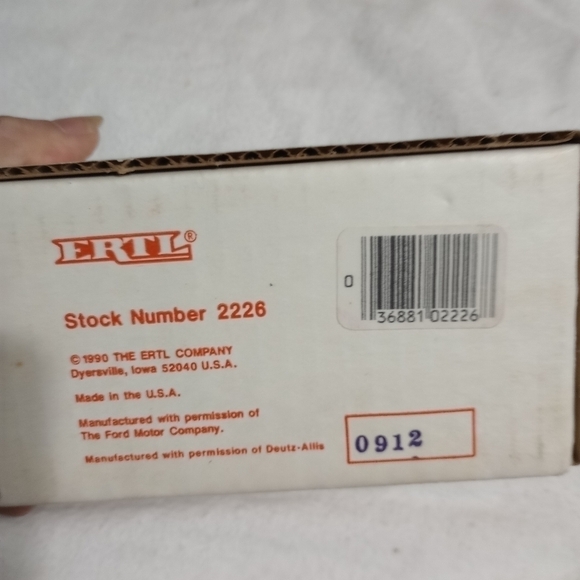 ERTL®
Stock Number 2226
© 1990 THE ERTL COMPANY
Dyersville, Iowa 52040 U.S.A.
Made in the U.S.A.
Manufactured with permission of
The Ford Motor Company.
Manufactured with permission of Deutz-Allis
0 36881 02226
0912